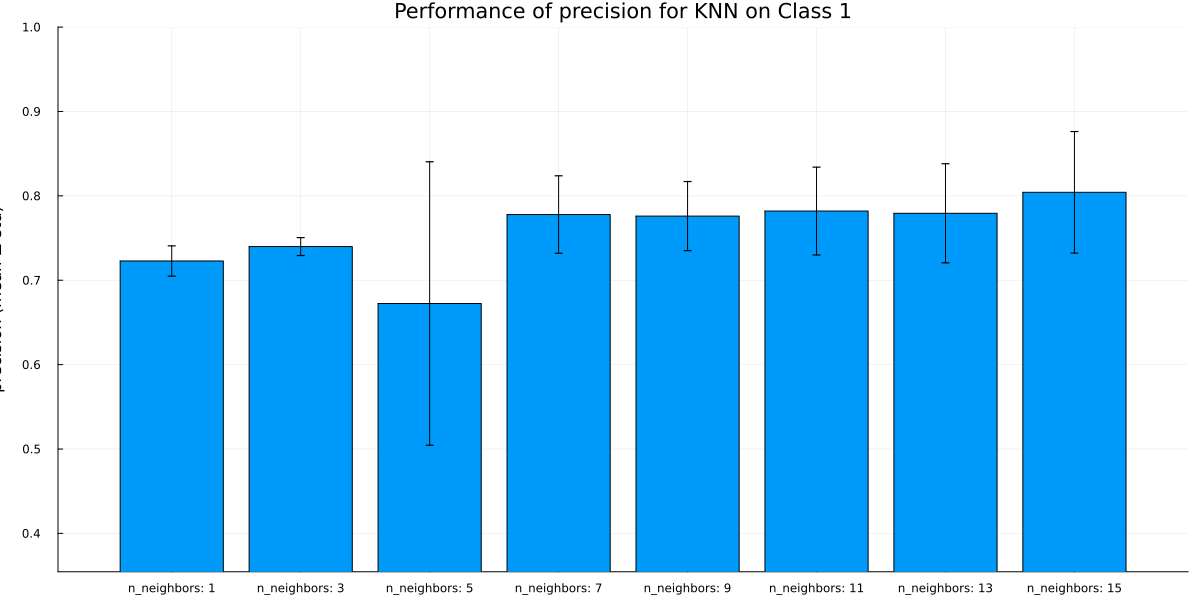 Performance of precision for KNN on Class 1
1.0
0.9
0.8
0.7
0.6
0.5
0.4
n_neighbors: 1
n_neighbors: 3
n_neighbors: 5
n_neighbors: 7
n_neighbors: 9
n_neighbors: 11
n_neighbors: 13
n_neighbors: 15